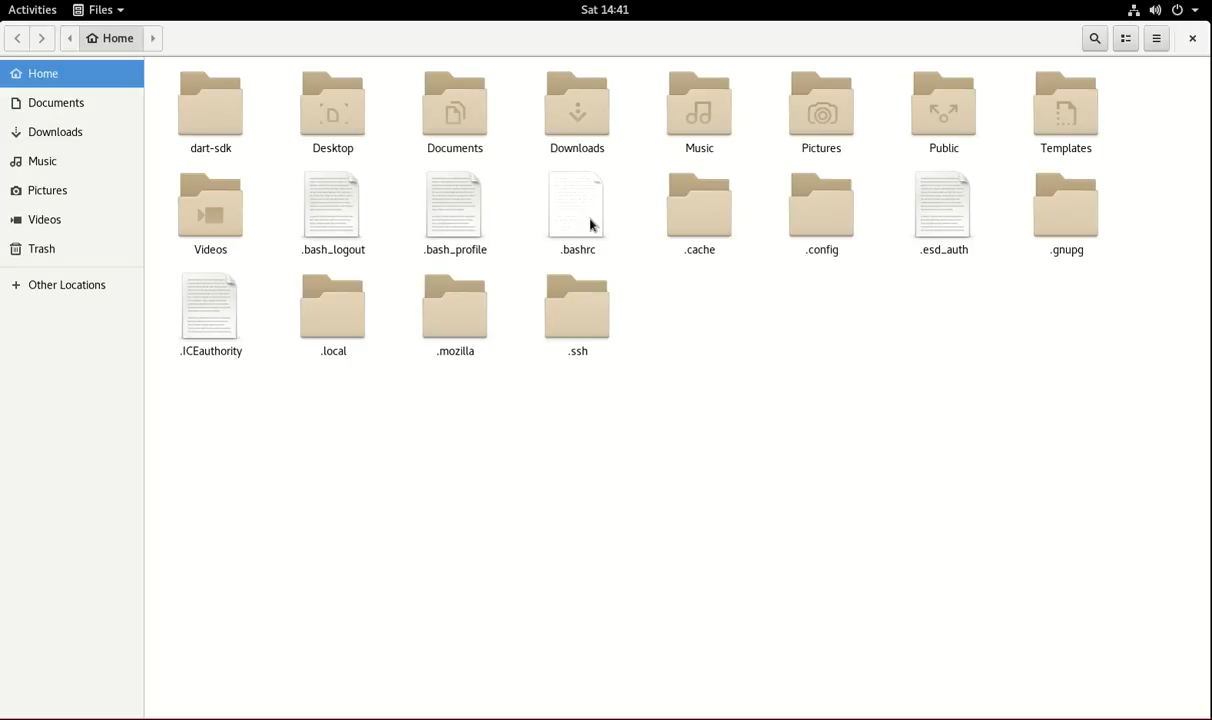 Activities Files Sat 14:41
Home
Home
Documents
Downloads
Music
Pictures
Videos
Trash
Other Locations
dart-sdk Desktop Documents Downloads Music Pictures Public Templates
Videos .bash_logout .bash_profile .bashrc .cache .config .esd_auth .gnupg
.ICEauthority .local .mozilla .ssh